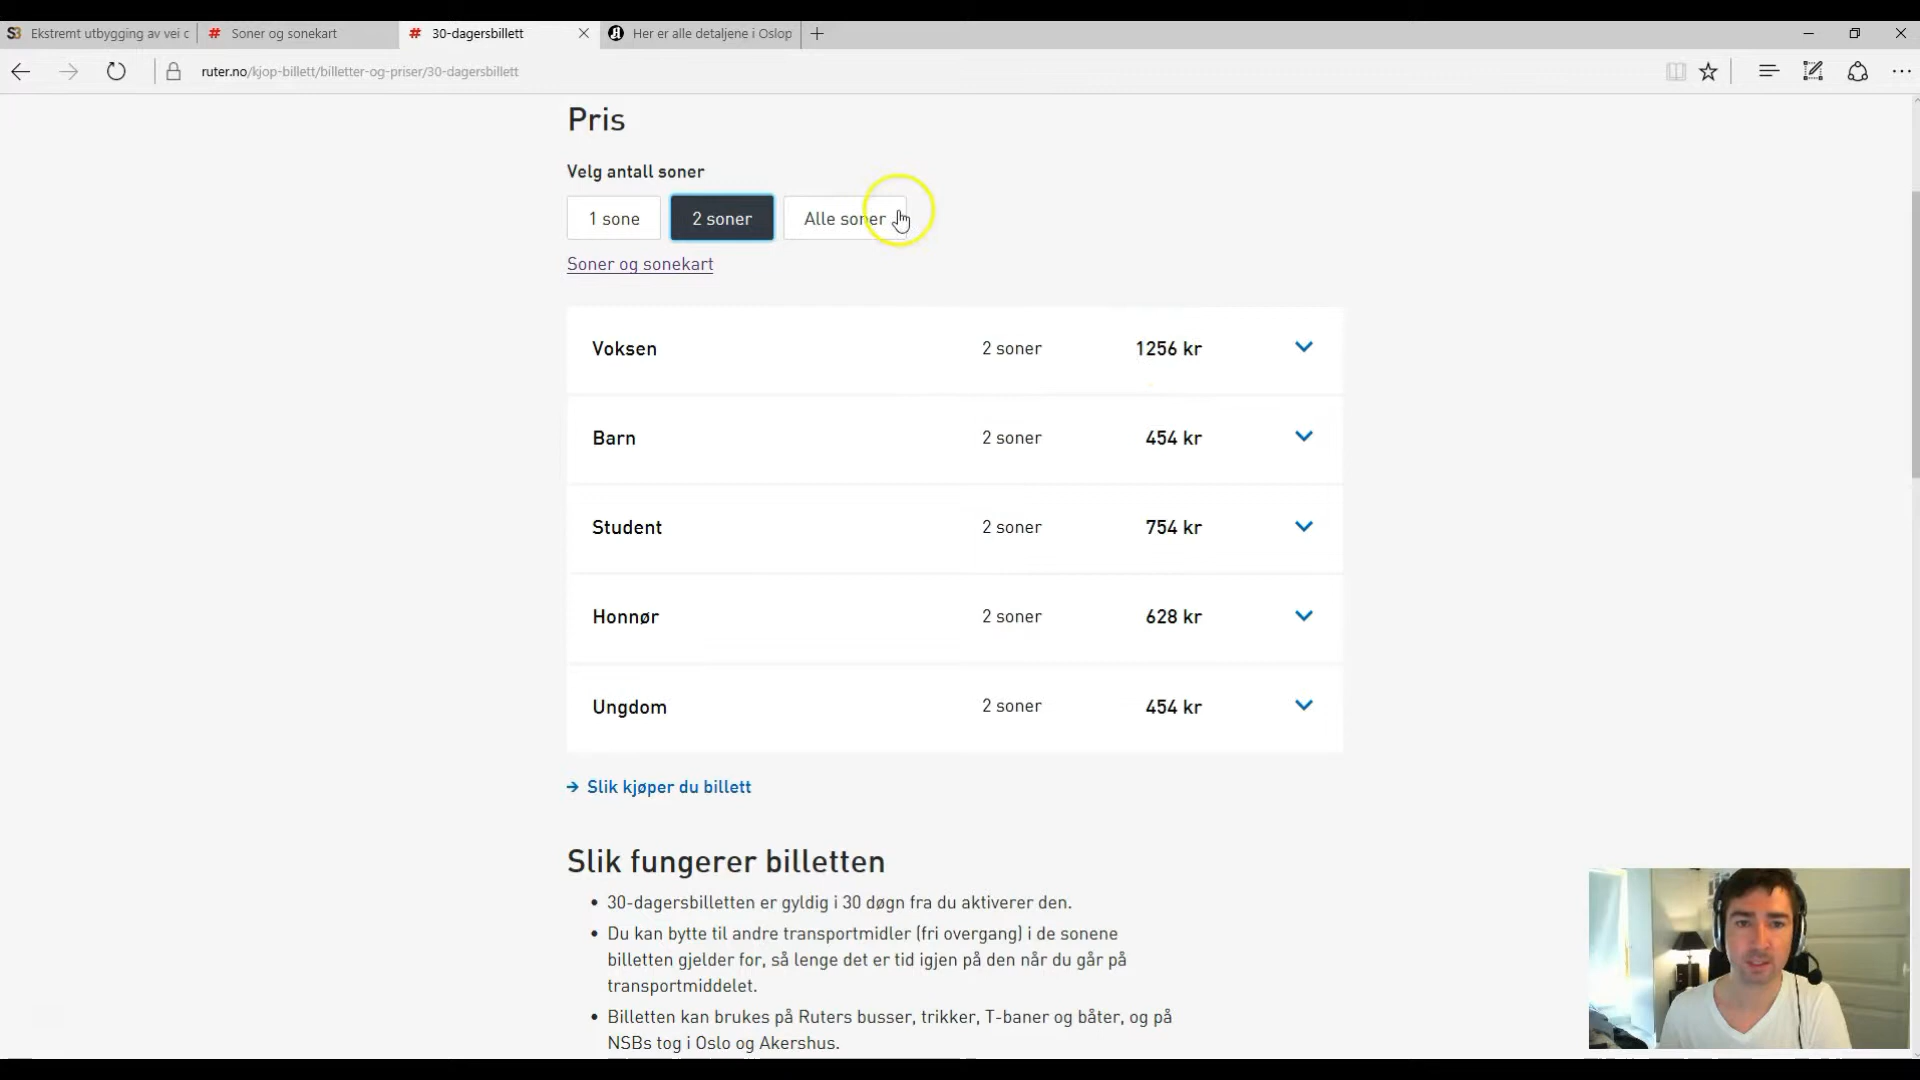 Ekstremt utbygging av vei c
Soner og sonekart
30-dagersbillett
Her er alle detaljene i Oslop
ruter.no/kjop-billett/billetter-og-priser/30-dagersbillett
Pris
Velg antall soner
1 sone
2 soner
Alle soner
Soner og sonekart
Voksen 2 soner 1256 kr
Barn 2 soner 454 kr
Student 2 soner 754 kr
Honnør 2 soner 628 kr
Ungdom 2 soner 454 kr
→ Slik kjøper du billett
Slik fungerer billetten
• 30-dagersbilletten er gyldig i 30 døgn fra du aktiverer den.
• Du kan bytte til andre transportmidler (fri overgang) i de sonene
billetten gjelder for, så lenge det er tid igjen på den når du går på
transportmiddelet.
• Billetten kan brukes på Ruters busser, trikker, T-baner og båter, og på
NSBs tog i Oslo og Akershus.